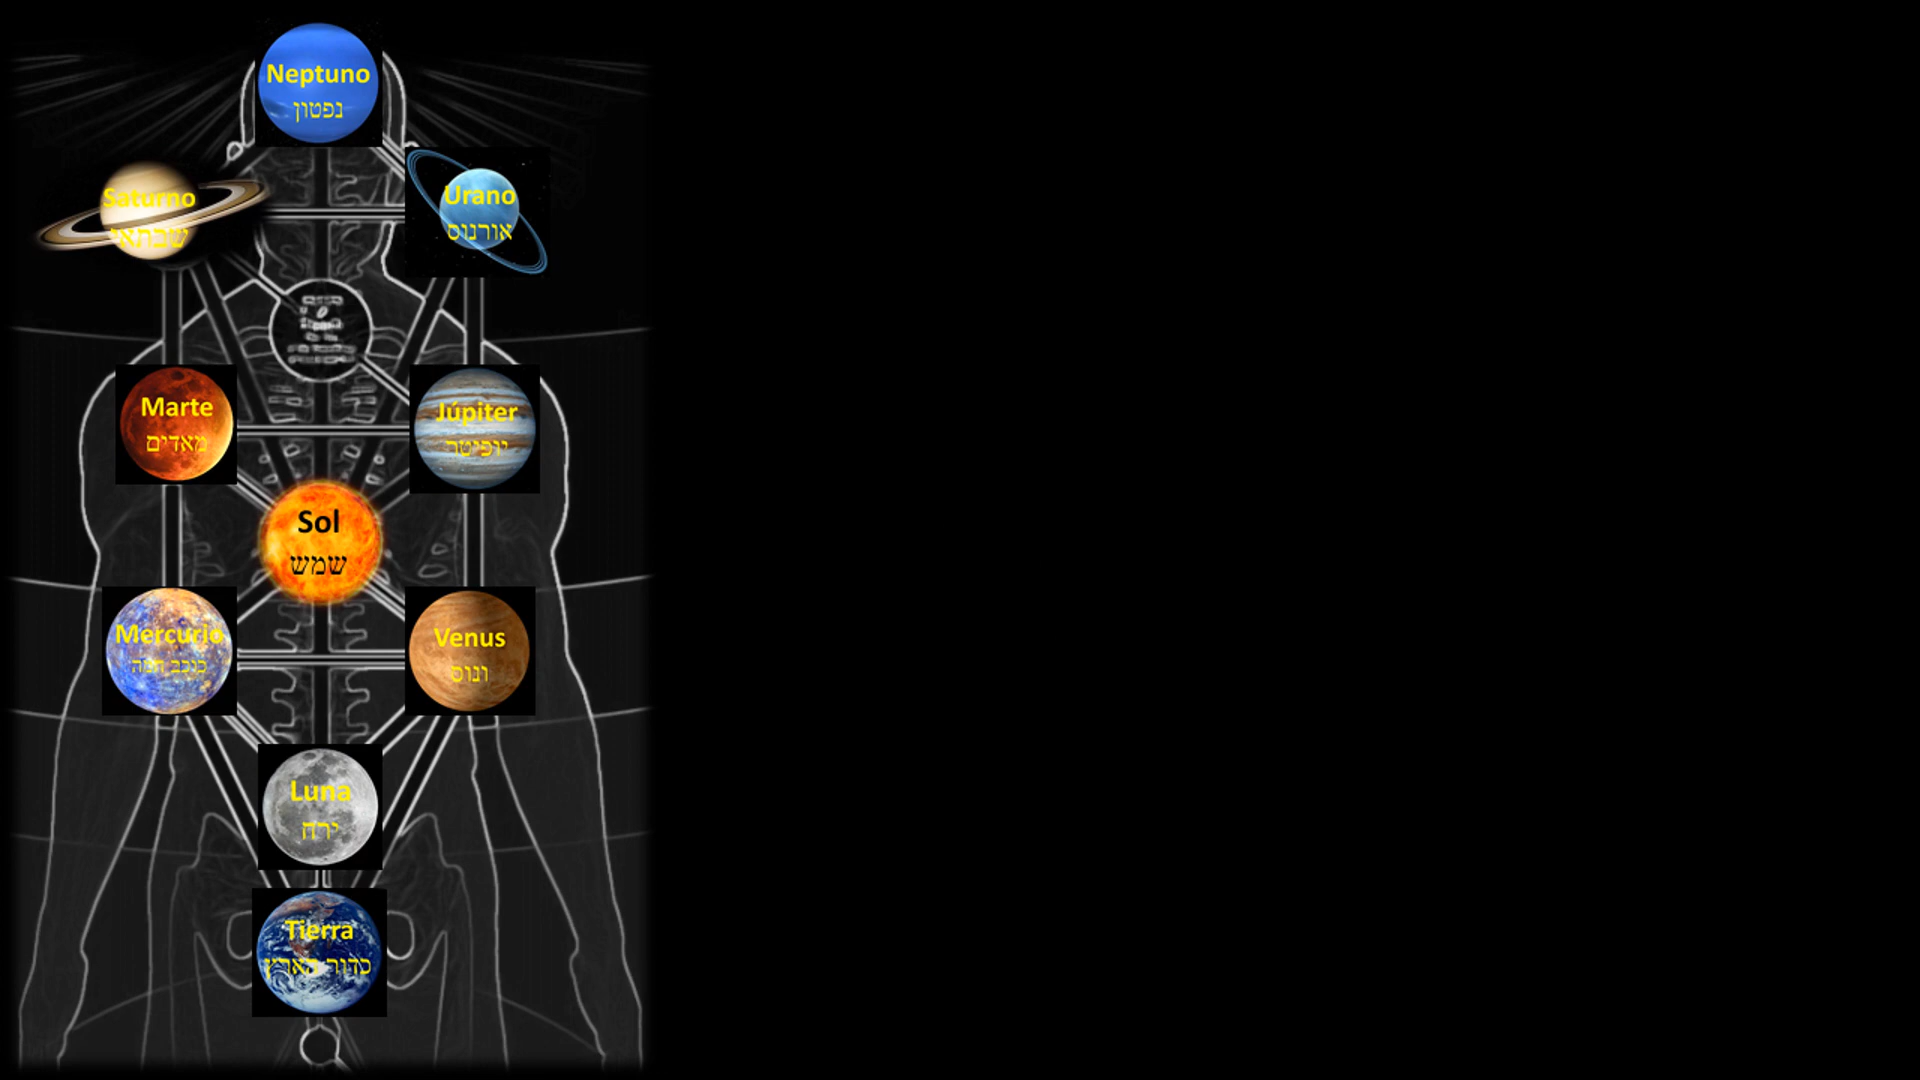 Neptuno
נפטון
Saturno
שבתאי
Urano
אורנוס
Marte
מאדים
Júpiter
יופיטר
Sol
שמש
Mercurio
כוכב חמה
Venus
ונוס
Luna
ירח
Tierra
כדור הארץ